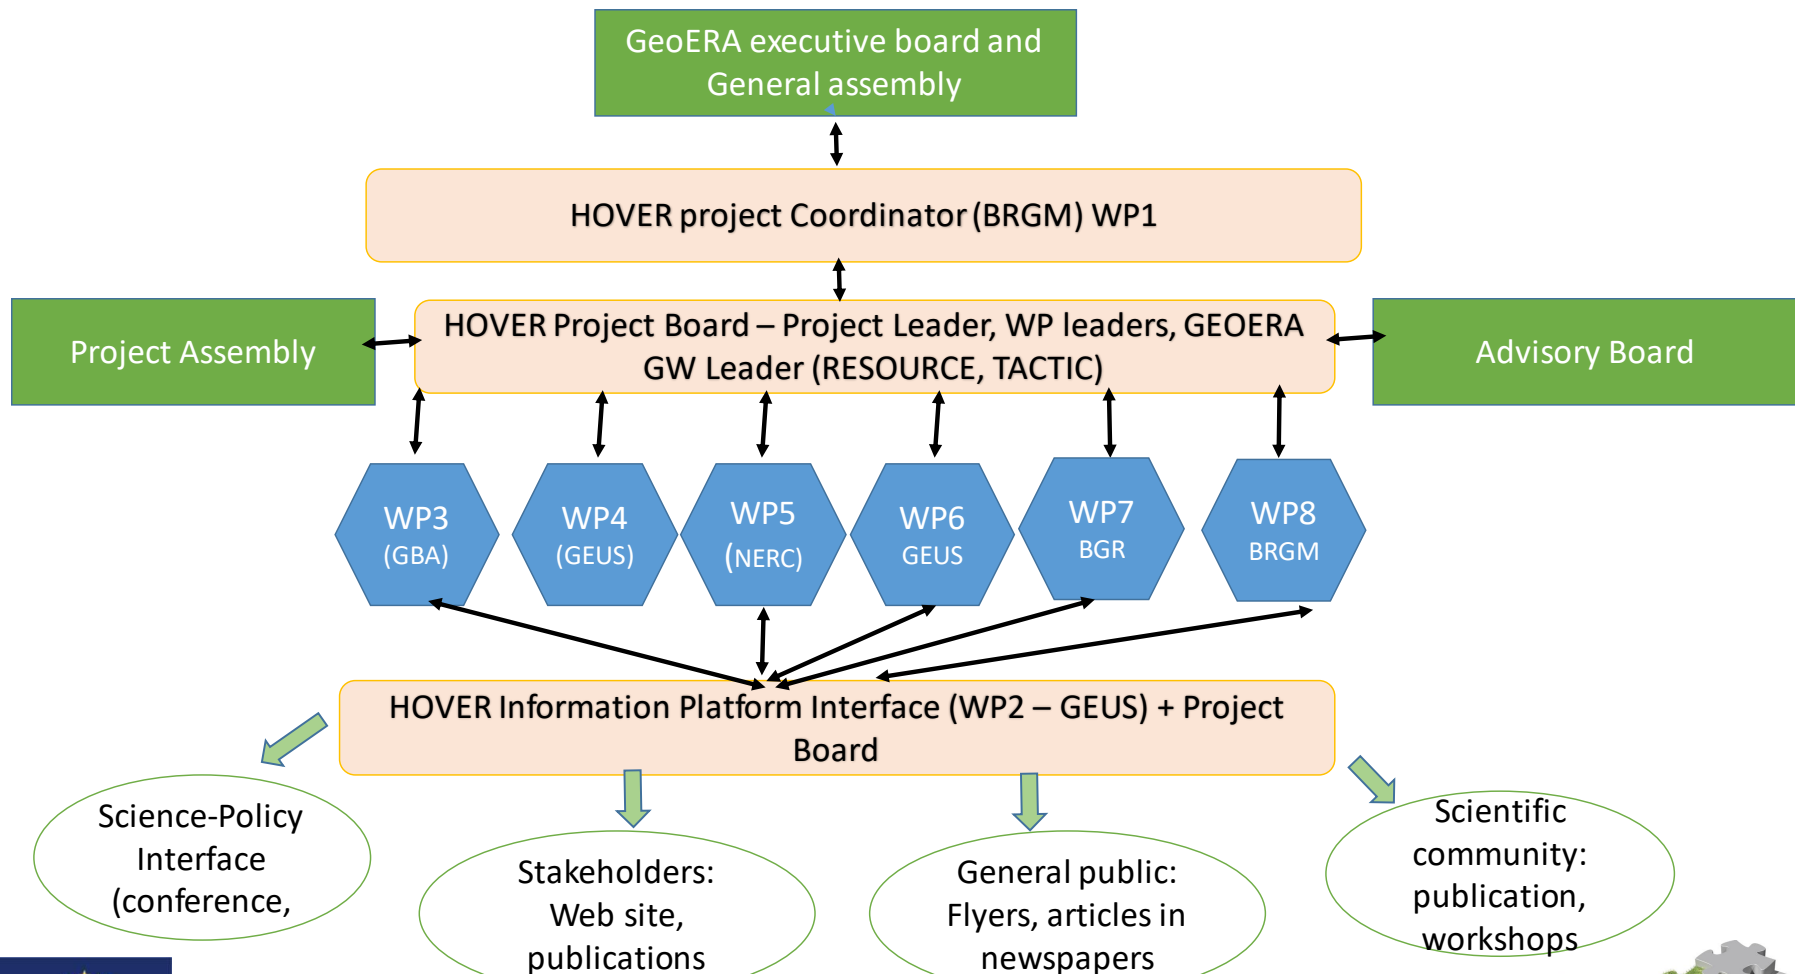 GeoERA executive board and
General assembly
HOVER project Coordinator (BRGM) WP1
Project Assembly
HOVER Project Board – Project Leader, WP leaders, GEOERA
GW Leader (RESOURCE, TACTIC)
Advisory Board
WP3
(GBA)
WP4
(GEUS)
WP5
(NERC)
WP6
GEUS
WP7
BGR
WP8
BRGM
HOVER Information Platform Interface (WP2 – GEUS) + Project
Board
Science-Policy
Interface
(conference,
Stakeholders:
Web site,
publications
General public:
Flyers, articles in
newspapers
Scientific
community:
publication,
workshops